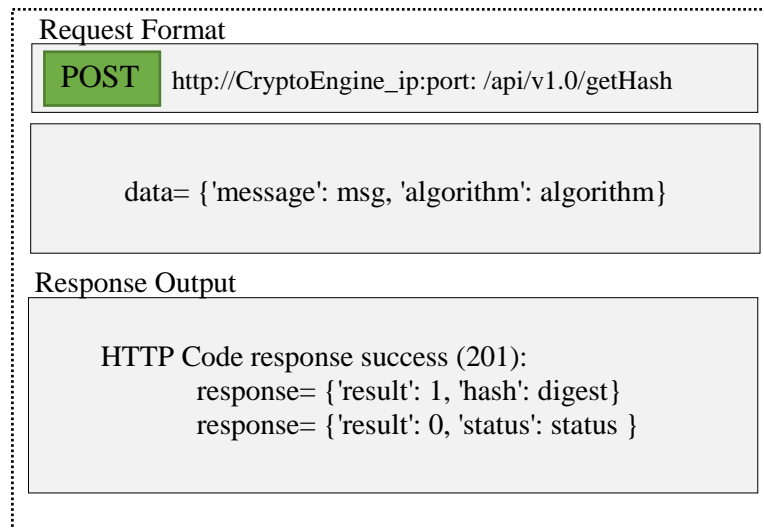 Request Format
POST http://CryptoEngine_ip:port: /api/v1.0/getHash
data= {'message': msg, 'algorithm': algorithm}
Response Output
HTTP Code response success (201):
response= {'result': 1, 'hash': digest}
response= {'result': 0, 'status': status }